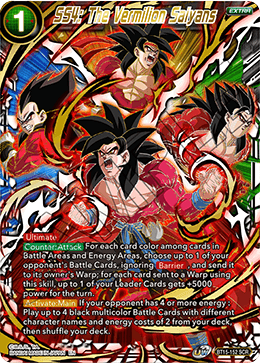 1
SS4: The Vermilion Saiyans
EXTRA
Ultimate
Counter:Attack For each card color among cards in
Battle Areas and Energy Areas, choose up to 1 of your
opponent's Battle Cards, ignoring Barrier, and send it
to its owner's Warp; for each card sent to a Warp using
this skill, up to 1 of your Leader Cards gets +5000
power for the turn.
Activate:Main If your opponent has 4 or more energy :
Play up to 4 black multicolor Battle Cards with different
character names and energy costs of 2 from your deck,
then shuffle your deck.
BT15-152 SCR